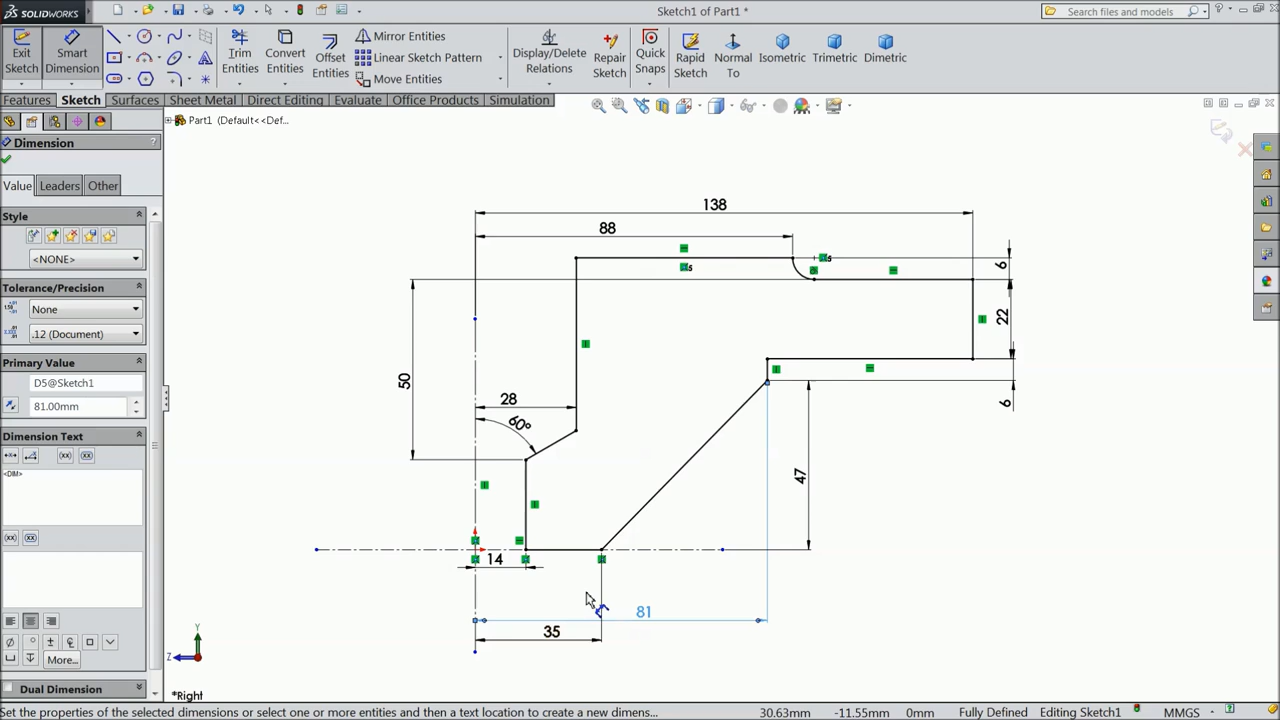 SOLIDWORKS
Sketch1 of Part1 *
Search files and models
Exit Sketch
Smart Dimension
Trim Entities
Convert Entities
Offset Entities
Mirror Entities
Linear Sketch Pattern
Move Entities
Display/Delete Relations
Repair Sketch
Quick Snaps
Rapid Sketch
Normal To
Isometric
Trimetric
Dimetric
Features
Sketch
Surfaces
Sheet Metal
Direct Editing
Evaluate
Office Products
Simulation
Part1 (Default<<Def...
Dimension
?
Value
Leaders
Other
Style
<NONE>
Tolerance/Precision
None
.12 (Document)
Primary Value
D5@Sketch1
81.00mm
Dimension Text
<DIM>
More...
Dual Dimension
138
88
6
22
50
28
60°
6
47
14
81
35
Y
Z
*Right
Set the properties of the selected dimensions or select one or more entities and then a text location to create a new dimens...
30.63mm
-11.55mm
0mm
Fully Defined
Editing Sketch1
MMGS